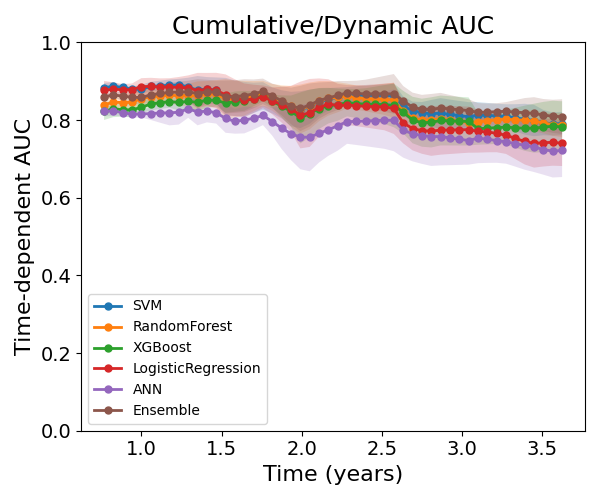 Cumulative/Dynamic AUC
Time-dependent AUC
1.0
0.8
0.6
0.4
0.2
0.0
SVM
RandomForest
XGBoost
LogisticRegression
ANN
Ensemble
1.0 1.5 2.0 2.5 3.0 3.5
Time (years)